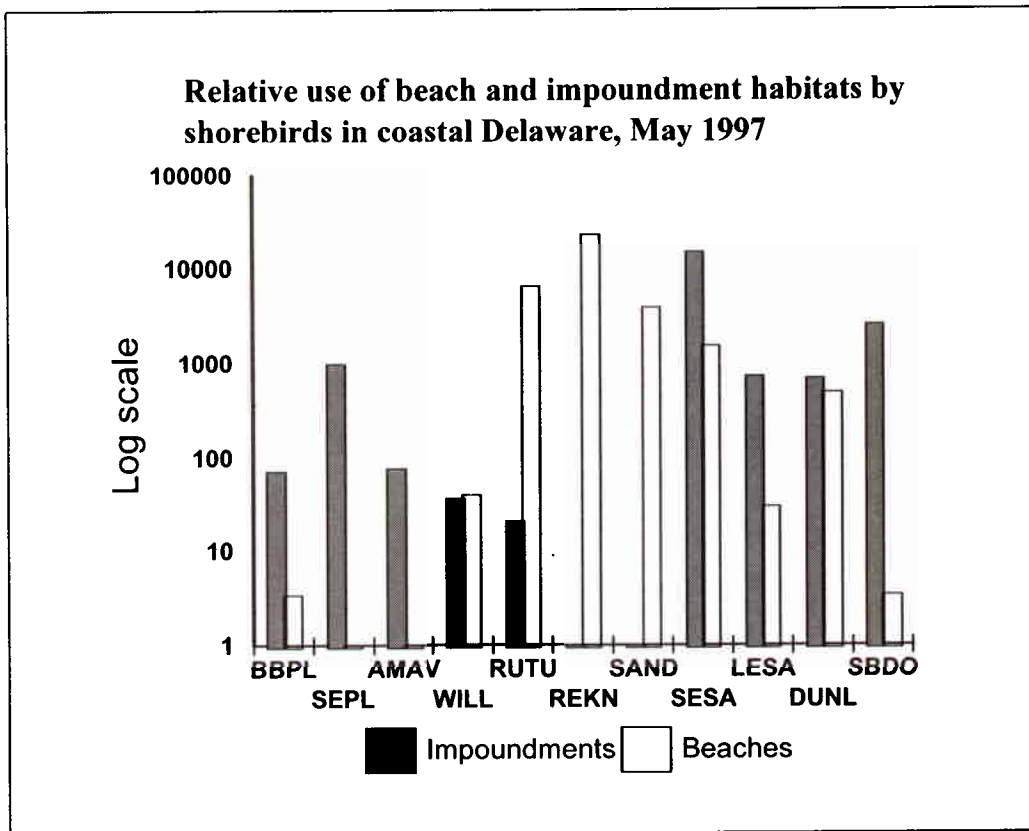 Relative use of beach and impoundment habitats by
shorebirds in coastal Delaware, May 1997
Log scale
100000
10000
1000
100
10
1
BBPL AMAV RUTU SAND LESA SBDO
SEPL WILL REKN SESA DUNL
Impoundments Beaches